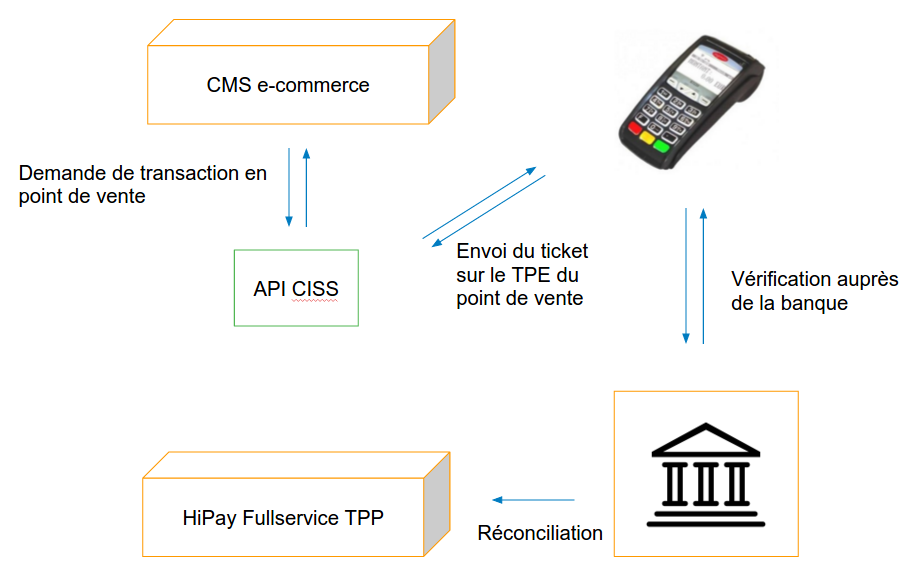 CMS e-commerce
Demande de transaction en
point de vente
Envoi du ticket
sur le TPE du
point de vente
API CISS
Vérification auprès
de la banque
HiPay Fullservice TPP
Réconciliation